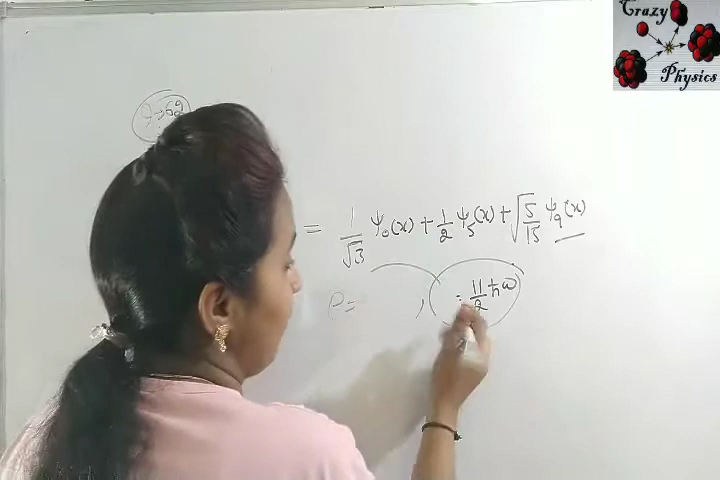 Crazy
Physics
= 1/√3 ψ₀(x) + 1/2 ψ₅(x) + √5/15 ψ₉(x)
P= , = 11/2 ħω